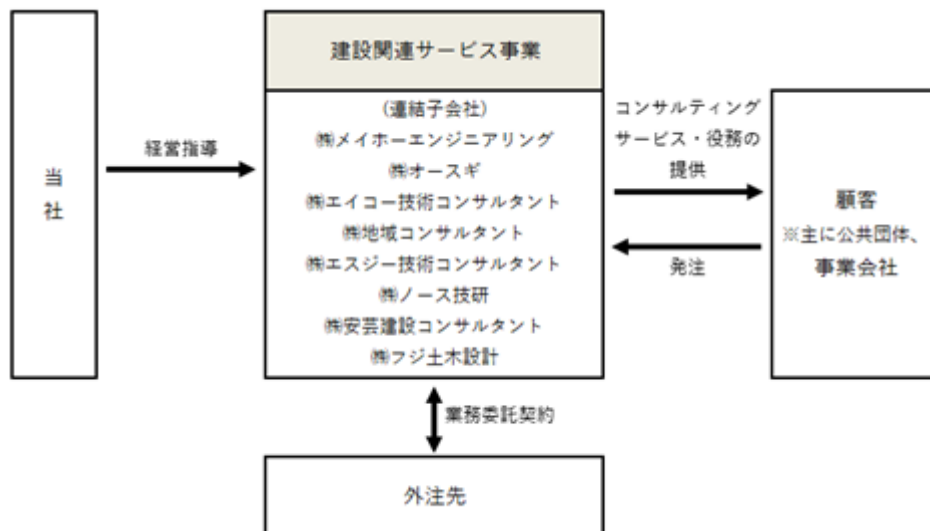 当
社
経営指導
建設関連サービス事業
(連結子会社)
㈱メイホーエンジニアリング
㈱オースギ
㈱エイコー技術コンサルタント
㈱地域コンサルタント
㈱エスジー技術コンサルタント
㈱ノース技研
㈱安芸建設コンサルタント
㈱フジ土木設計
コンサルティング
サービス・役務の
提供
発注
顧客
※主に公共団体、
事業会社
業務委託契約
外注先